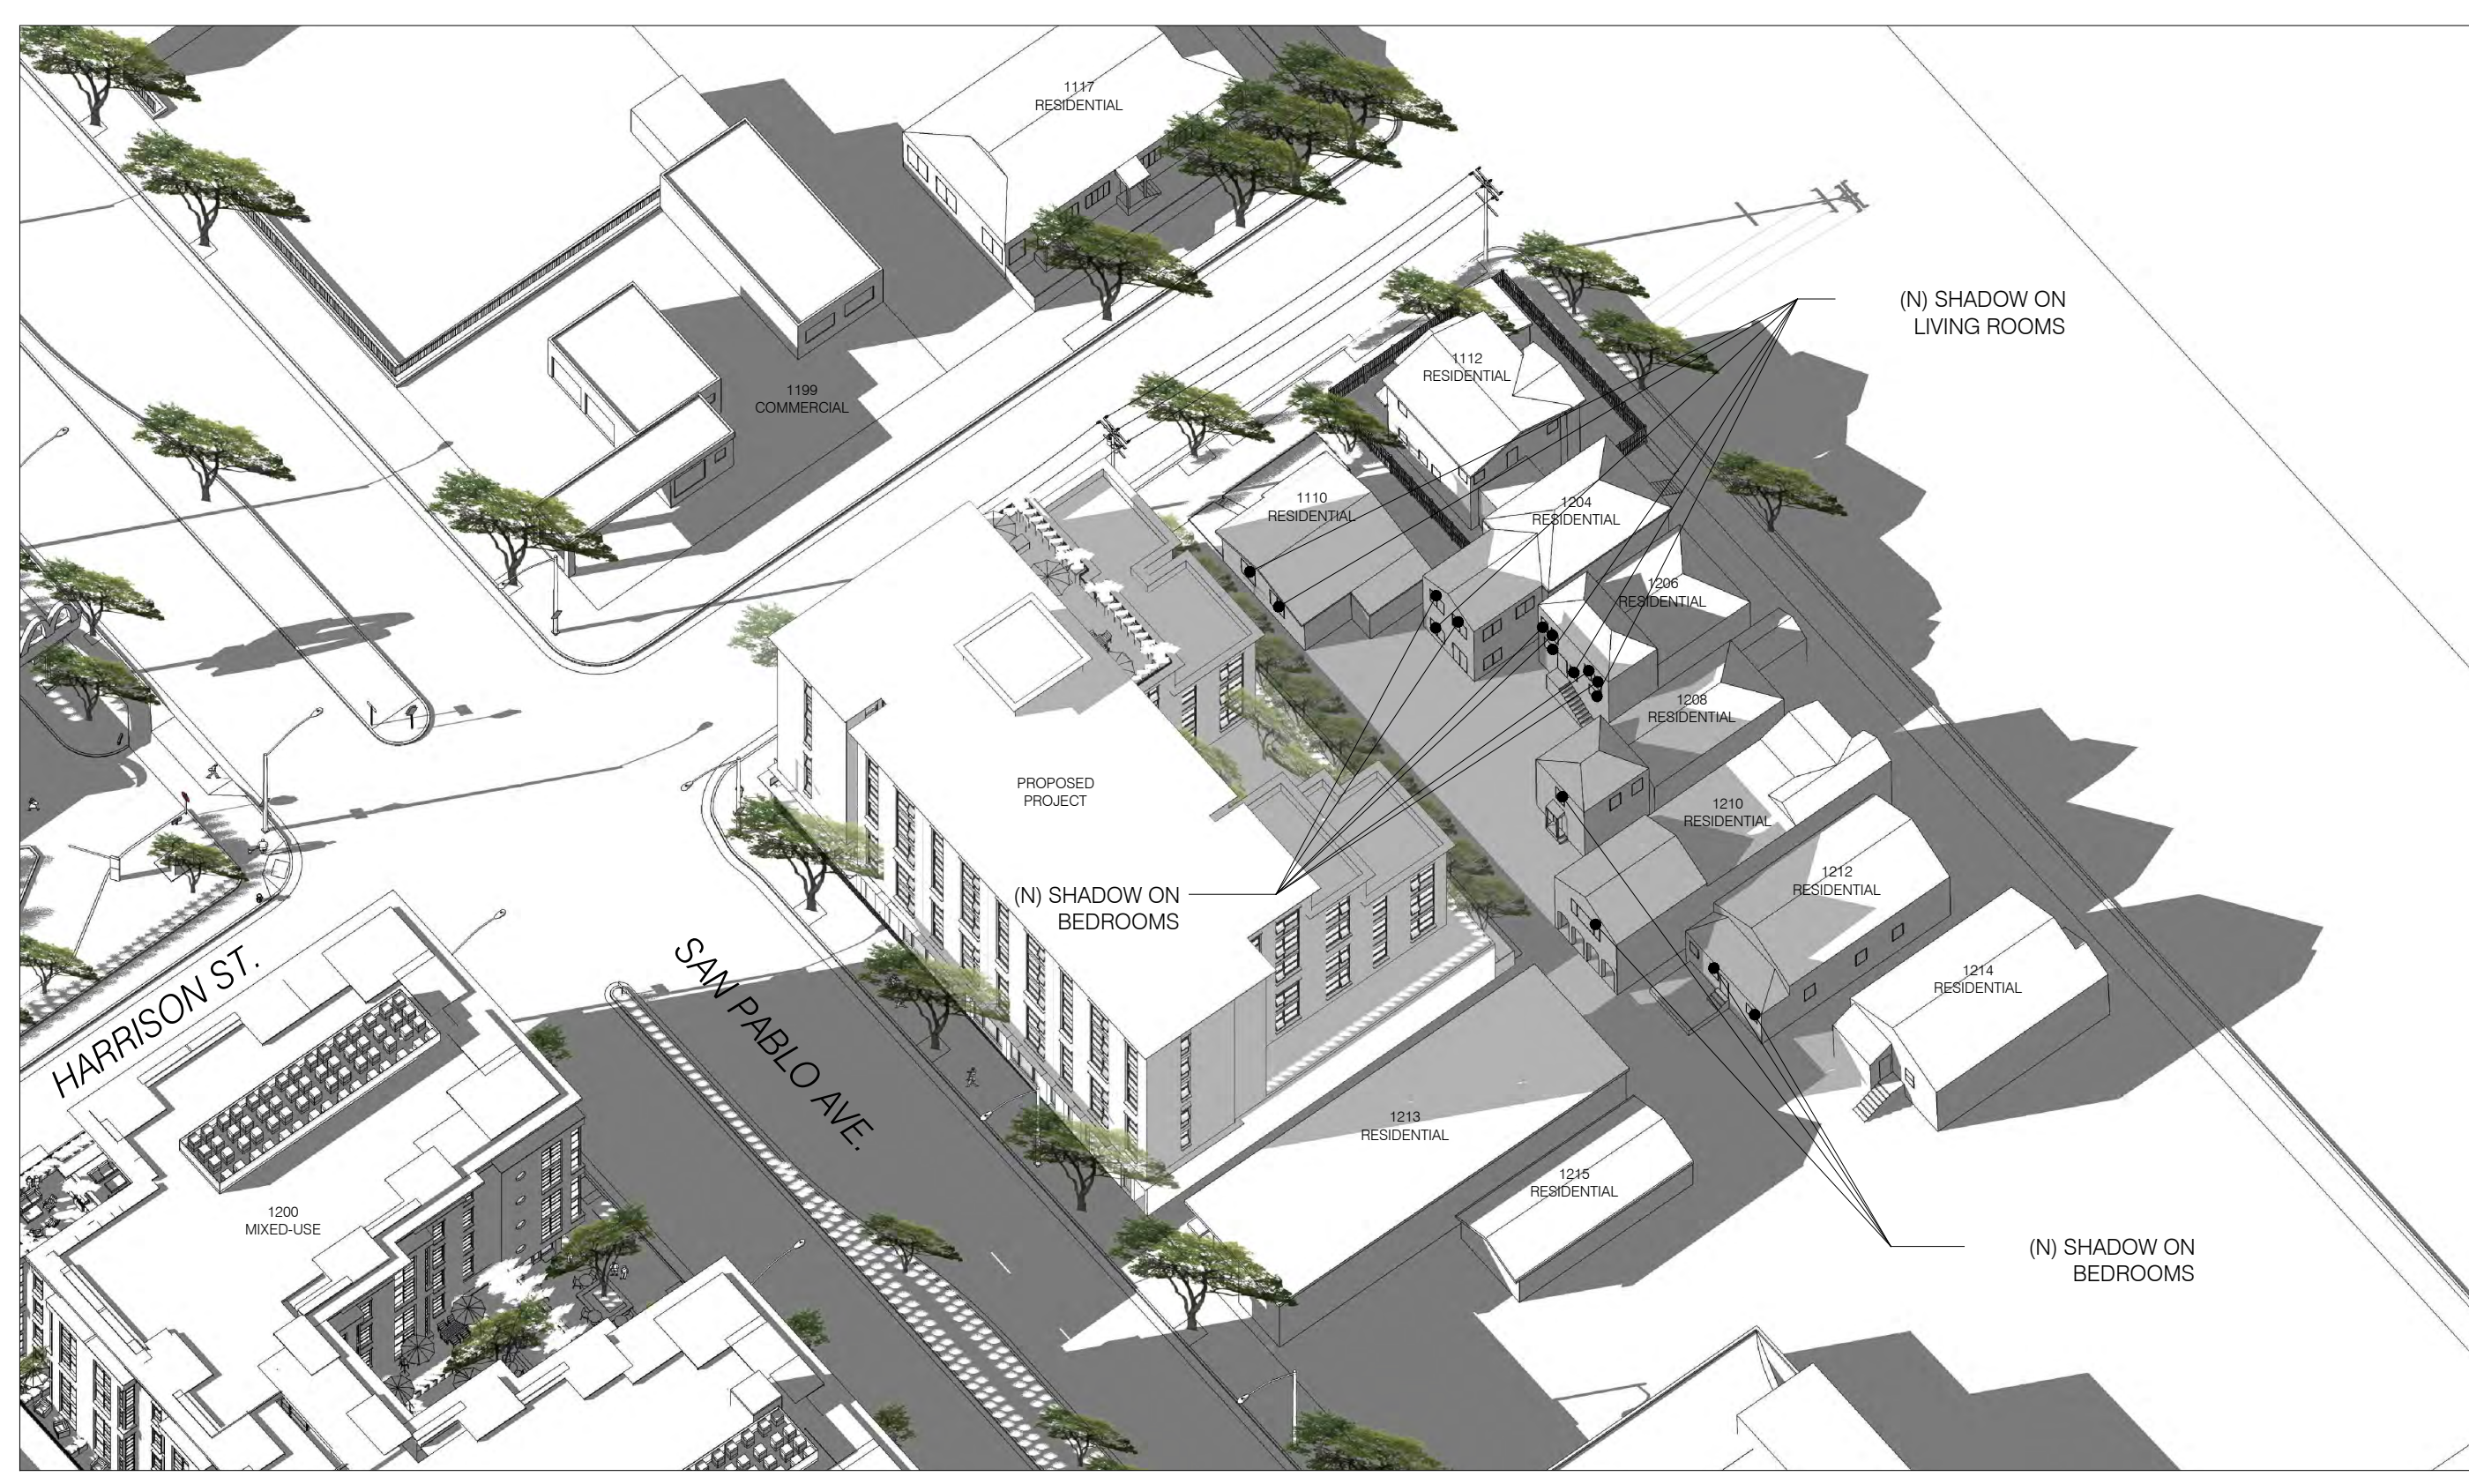 1117
RESIDENTIAL
(N) SHADOW ON
LIVING ROOMS
1112
RESIDENTIAL
1199
COMMERCIAL
1110
RESIDENTIAL
1204
RESIDENTIAL
1206
RESIDENTIAL
1208
RESIDENTIAL
PROPOSED
PROJECT
1210
RESIDENTIAL
1212
RESIDENTIAL
(N) SHADOW ON
BEDROOMS
HARRISON ST.
SAN PABLO AVE.
1214
RESIDENTIAL
1213
RESIDENTIAL
1215
RESIDENTIAL
1200
MIXED-USE
(N) SHADOW ON
BEDROOMS